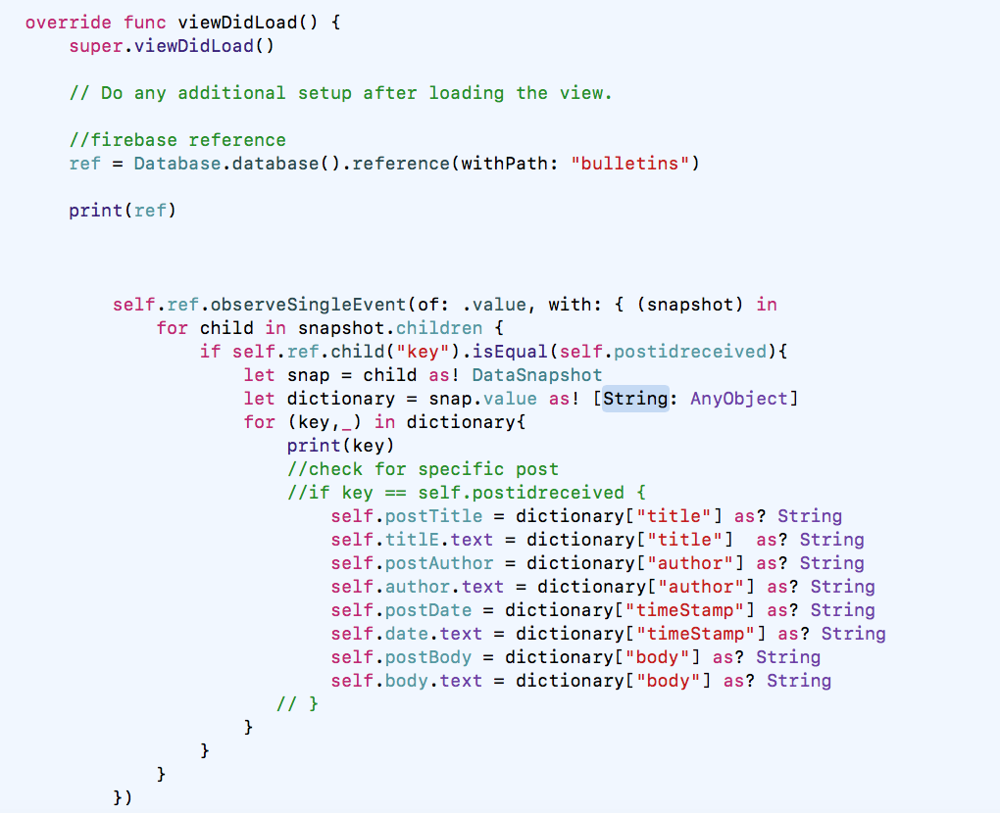 override func viewDidLoad() {
super.viewDidLoad()
// Do any additional setup after loading the view.
//firebase reference
ref = Database.database().reference(withPath: "bulletins")
print(ref)
self.ref.observeSingleEvent(of: .value, with: { (snapshot) in
for child in snapshot.children {
if self.ref.child("key").isEqual(self.postidreceived){
let snap = child as! DataSnapshot
let dictionary = snap.value as! [String: AnyObject]
for (key,_) in dictionary{
print(key)
//check for specific post
//if key == self.postidreceived {
self.postTitle = dictionary["title"] as? String
self.titlE.text = dictionary["title"]  as? String
self.postAuthor = dictionary["author"] as? String
self.author.text = dictionary["author"] as? String
self.postDate = dictionary["timeStamp"] as? String
self.date.text = dictionary["timeStamp"] as? String
self.postBody = dictionary["body"] as? String
self.body.text = dictionary["body"] as? String
// }
}
}
}
})